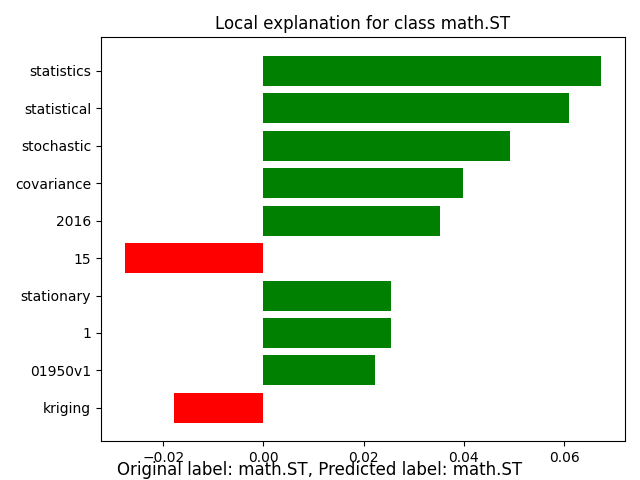 Local explanation for class math.ST
statistics
statistical
stochastic
covariance
2016
15
stationary
1
01950v1
kriging
−0.02 0.00 0.02 0.04 0.06
Original label: math.ST, Predicted label: math.ST